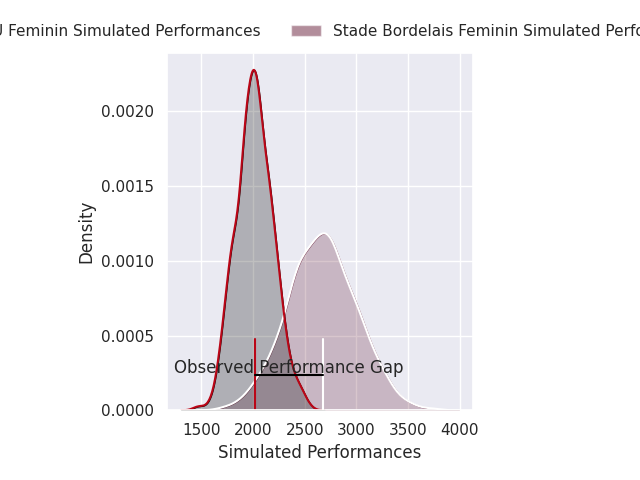 Feminin Simulated Performances
Stade Bordelais Feminin Simulated
0.0020
0.0015
0.0010
0.0005
0.0000
Density
Observed Performance Gap
1500 2000 2500 3000 3500 4000
Simulated Performances